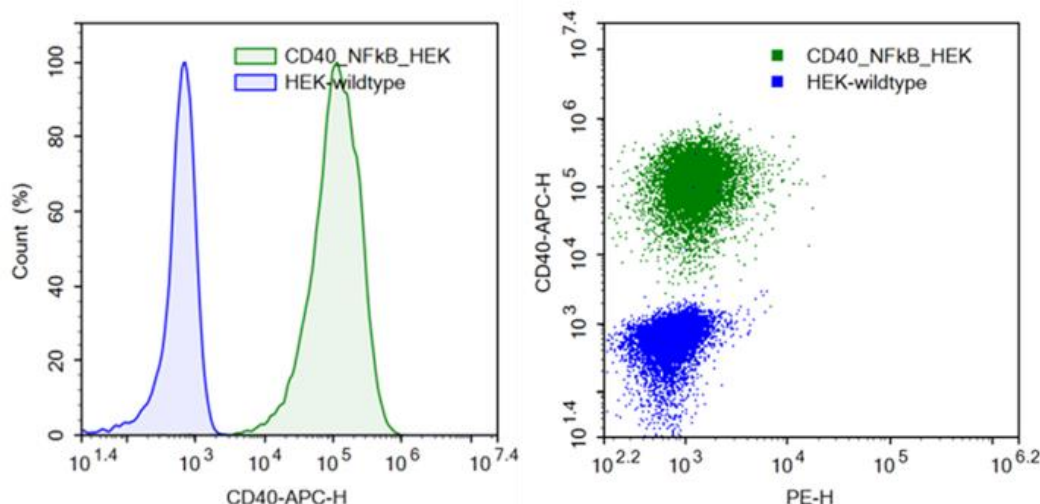 CD40_NFkB_HEK
HEK-wildtype
Count (%)
100
80
60
40
20
0
10^1.4
10^3
10^4
10^5
10^6
10^7.4
CD40-APC-H
CD40_NFkB_HEK
HEK-wildtype
CD40-APC-H
10^7.4
10^6
10^5
10^4
10^3
10^1.4
10^2.2
10^3
10^4
10^5
10^6.2
PE-H